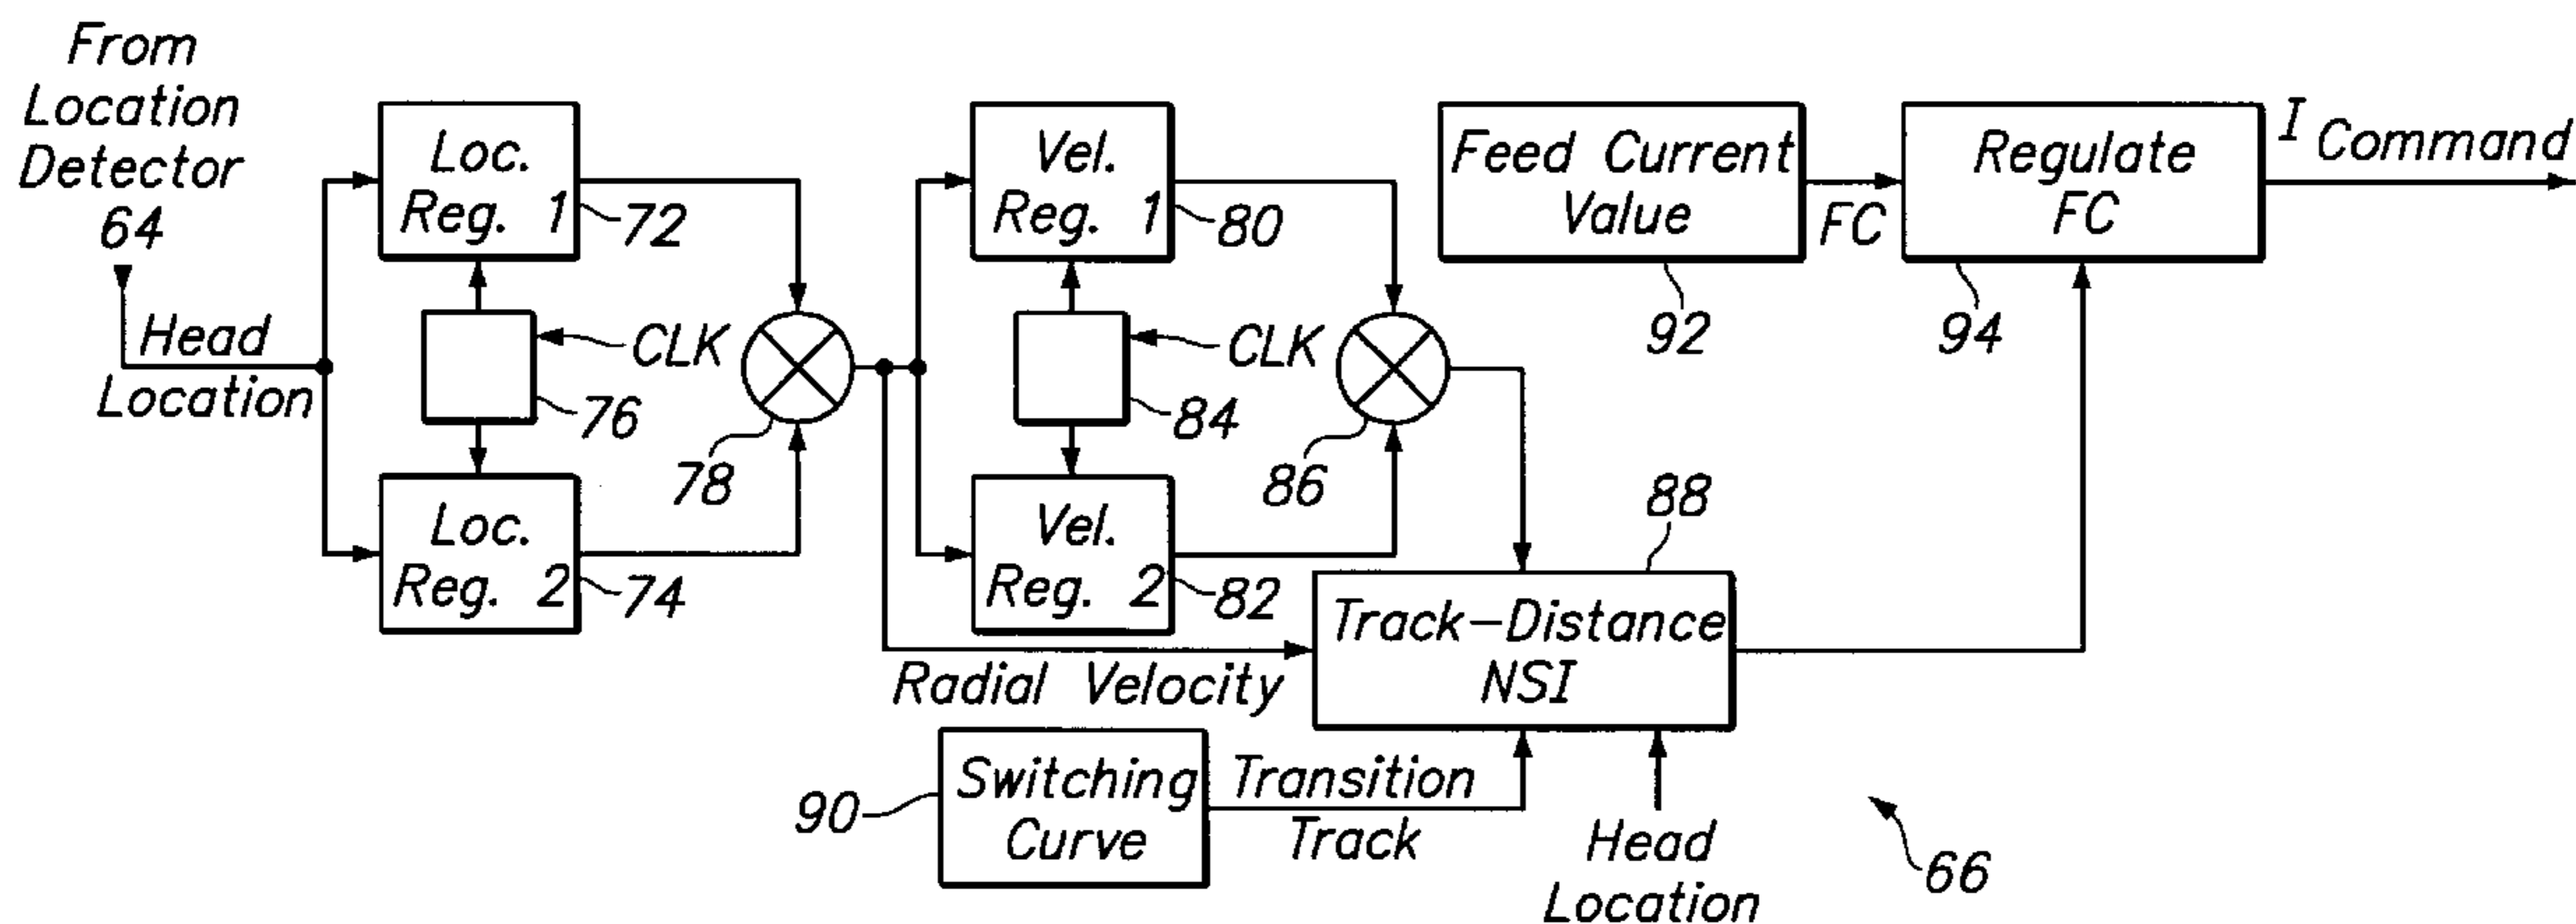 From
Location
Detector
64
Head
Location
Loc.
Reg. 1
72
CLK
76
Loc.
Reg. 2
74
78
Vel.
Reg. 1
80
CLK
84
Vel.
Reg. 2
82
86
Radial Velocity
Feed Current
Value
92
FC
Regulate
FC
94
I Command
88
Track-Distance
NSI
90
Switching
Curve
Transition
Track
Head
Location
66